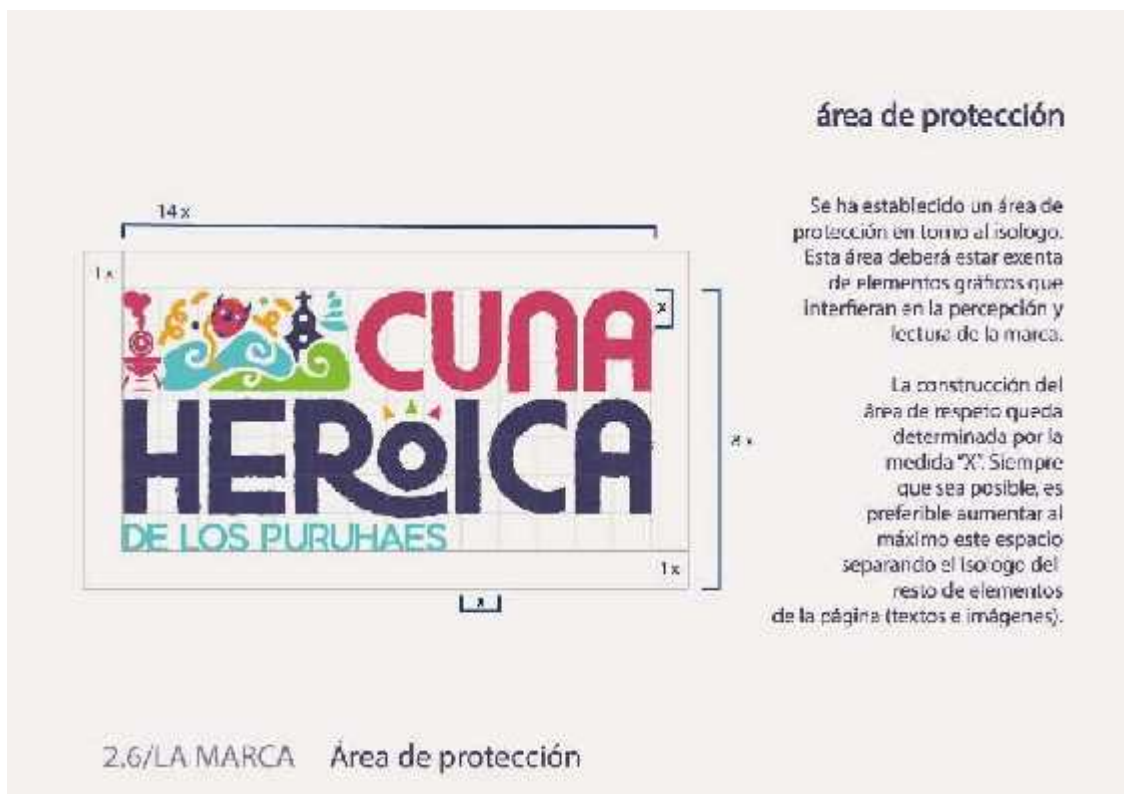 área de protección
Se ha establecido un área de
protección en torno al isologo.
Esta área deberá estar exenta
de elementos gráficos que
interfieran en la percepción y
lectura de la marca.
La construcción del
área de respeto queda
determinada por la
medida "X". Siempre
que sea posible, es
preferible aumentar al
máximo este espacio
separando el isologo del
resto de elementos
de la página (textos e imágenes).
14 x
1 x
x
CUNA
HEROICA
8 x
DE LOS PURUHAES
1 x
x
2.6/LA MARCA Área de protección